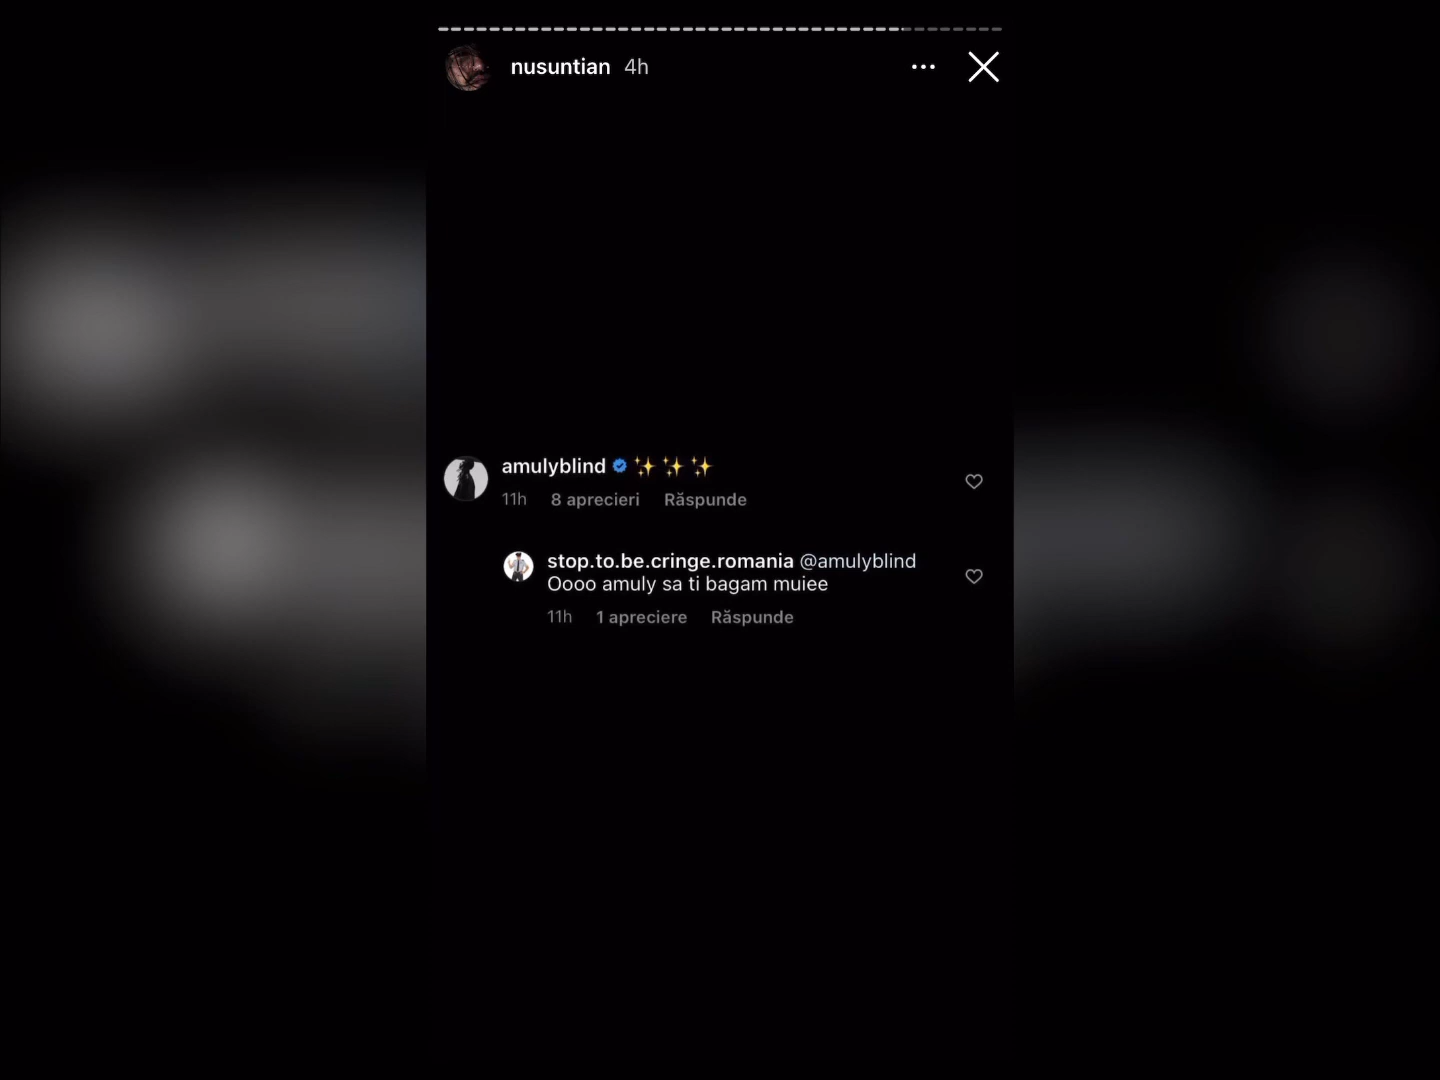 nusuntian 4h
amulyblind ✨✨✨
11h 8 aprecieri Răspunde
stop.to.be.cringe.romania @amulyblind
Oooo amuly sa ti bagam muiee
11h 1 apreciere Răspunde